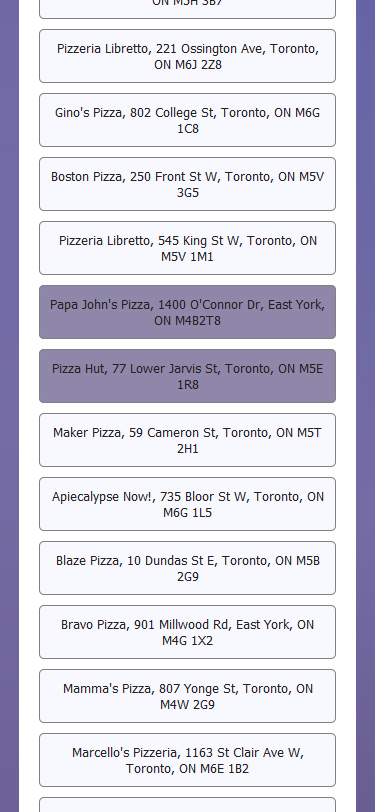 ON M5H 3B7
Pizzeria Libretto, 221 Ossington Ave, Toronto,
ON M6J 2Z8
Gino's Pizza, 802 College St, Toronto, ON M6G
1C8
Boston Pizza, 250 Front St W, Toronto, ON M5V
3G5
Pizzeria Libretto, 545 King St W, Toronto, ON
M5V 1M1
Papa John's Pizza, 1400 O'Connor Dr, East York,
ON M4B2T8
Pizza Hut, 77 Lower Jarvis St, Toronto, ON M5E
1R8
Maker Pizza, 59 Cameron St, Toronto, ON M5T
2H1
Apiecalypse Now!, 735 Bloor St W, Toronto, ON
M6G 1L5
Blaze Pizza, 10 Dundas St E, Toronto, ON M5B
2G9
Bravo Pizza, 901 Millwood Rd, East York, ON
M4G 1X2
Mamma's Pizza, 807 Yonge St, Toronto, ON
M4W 2G9
Marcello's Pizzeria, 1163 St Clair Ave W,
Toronto, ON M6E 1B2